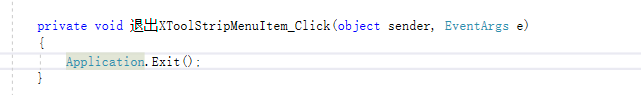 private void 退出XToolStripMenuItem_Click(object sender, EventArgs e)
{
Application.Exit();
}